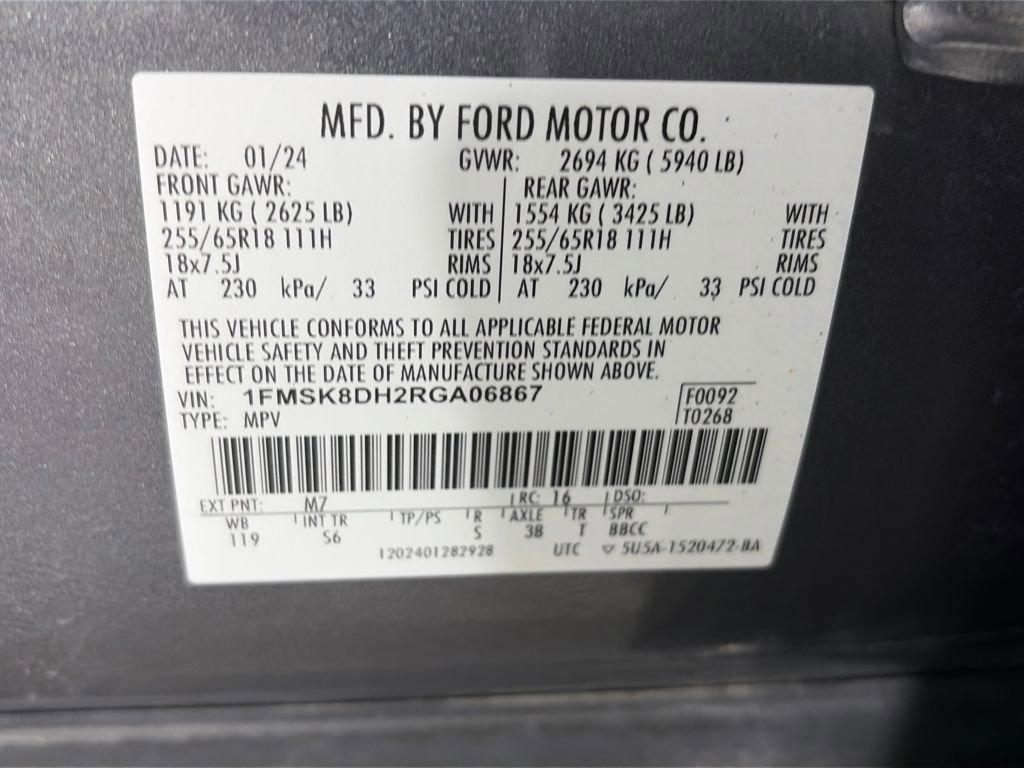 MFD. BY FORD MOTOR CO.
DATE: 01/24 GVWR: 2694 KG ( 5940 LB)
FRONT GAWR: REAR GAWR:
1191 KG ( 2625 LB) WITH 1554 KG ( 3425 LB) WITH
255/65R18 111H TIRES 255/65R18 111H TIRES
18x7.5J RIMS 18x7.5J RIMS
AT 230 kPa/ 33 PSI COLD AT 230 kPa/ 33 PSI COLD
THIS VEHICLE CONFORMS TO ALL APPLICABLE FEDERAL MOTOR
VEHICLE SAFETY AND THEFT PREVENTION STANDARDS IN
EFFECT ON THE DATE OF MANUFACTURE SHOWN ABOVE.
VIN: 1FMSK8DH2RGA06867 F0092
TYPE: MPV T0268
EXT PNT: M7 RC: 16 DSO:
WB INT TR TP/PS R AXLE TR SPR
119 S6 S 3B T BBCC
1202401282928 UTC ▽ 5U5A-1520472-BA